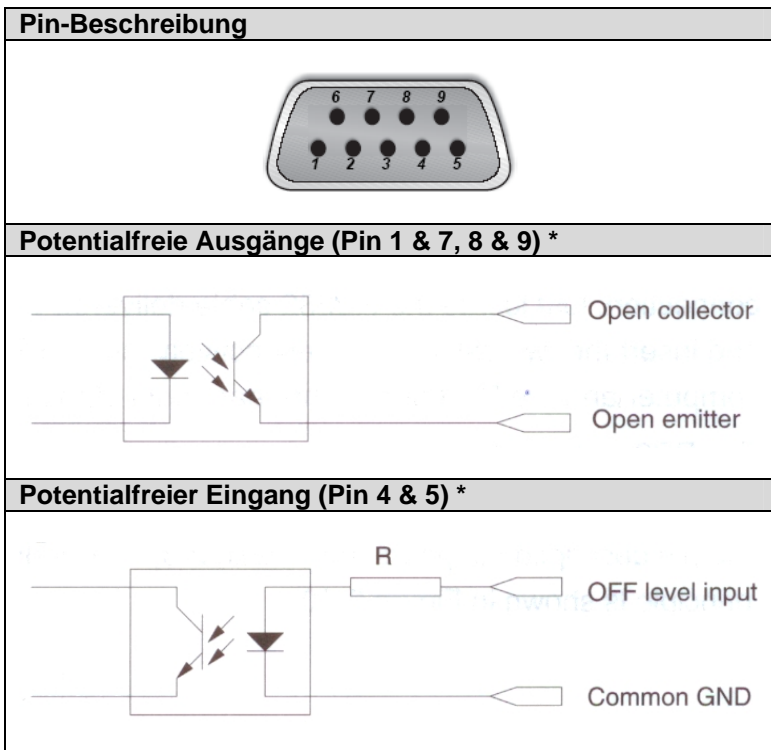 Pin-Beschreibung
6 7 8 9
1 2 3 4 5
Potentialfreie Ausgänge (Pin 1 & 7, 8 & 9) *
Open collector
Open emitter
Potentialfreier Eingang (Pin 4 & 5) *
R
OFF level input
Common GND